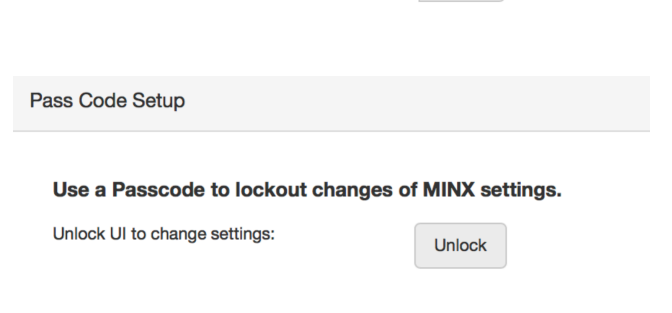 Pass Code Setup
Use a Passcode to lockout changes of MINX settings.
Unlock UI to change settings:
Unlock